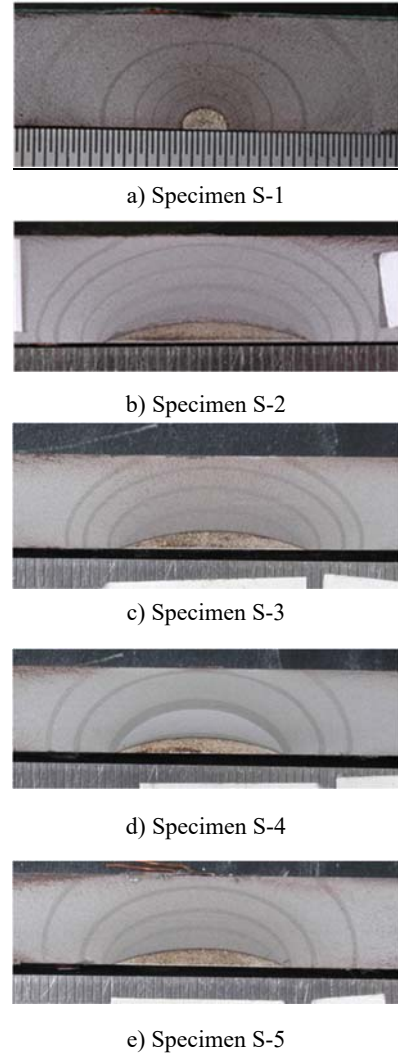 a) Specimen S-1
b) Specimen S-2
c) Specimen S-3
d) Specimen S-4
e) Specimen S-5